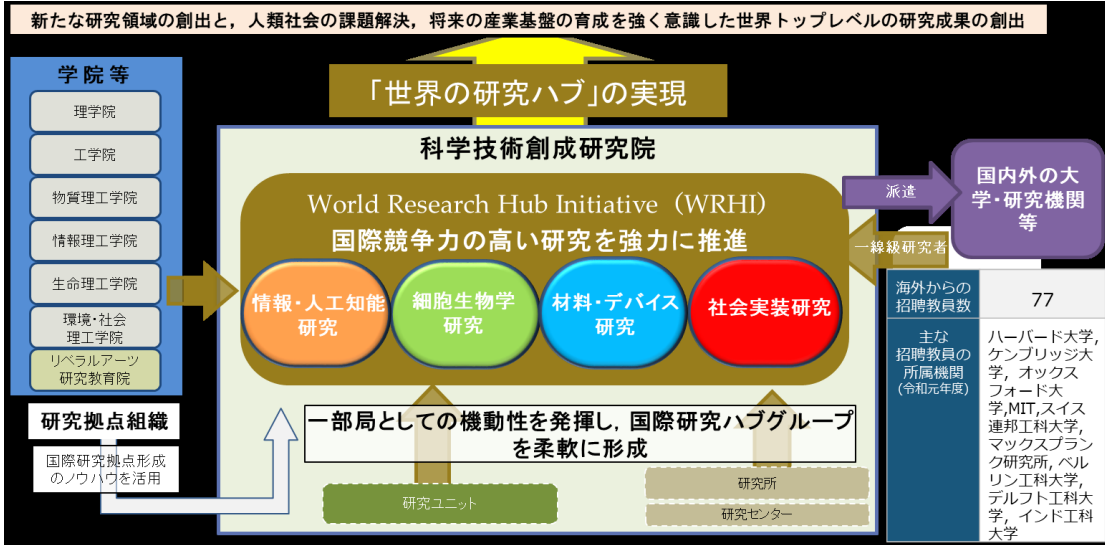 新たな研究領域の創出と，人類社会の課題解決，将来の産業基盤の育成を強く意識した世界トップレベルの研究成果の創出
「世界の研究ハブ」の実現
学院等
理学院
工学院
物質理工学院
情報理工学院
生命理工学院
環境・社会
理工学院
リベラルアーツ
研究教育院
研究拠点組織
国際研究拠点形成
のノウハウを活用
科学技術創成研究院
World Research Hub Initiative（WRHI）
国際競争力の高い研究を強力に推進
情報・人工知能
研究
細胞生物学
研究
材料・デバイス
研究
社会実装研究
一部局としての機動性を発揮し，国際研究ハブグループ
を柔軟に形成
研究ユニット
研究所
研究センター
派遣
国内外の大
学・研究機関
等
一線級研究者
海外からの
招聘教員数
77
主な
招聘教員の
所属機関
(令和元年度)
ハーバード大学,
ケンブリッジ大
学, オックス
フォード大
学,MIT,スイス
連邦工科大学,
マックスプラン
ク研究所, ベル
リン工科大学,
デルフト工科大
学, インド工科
大学